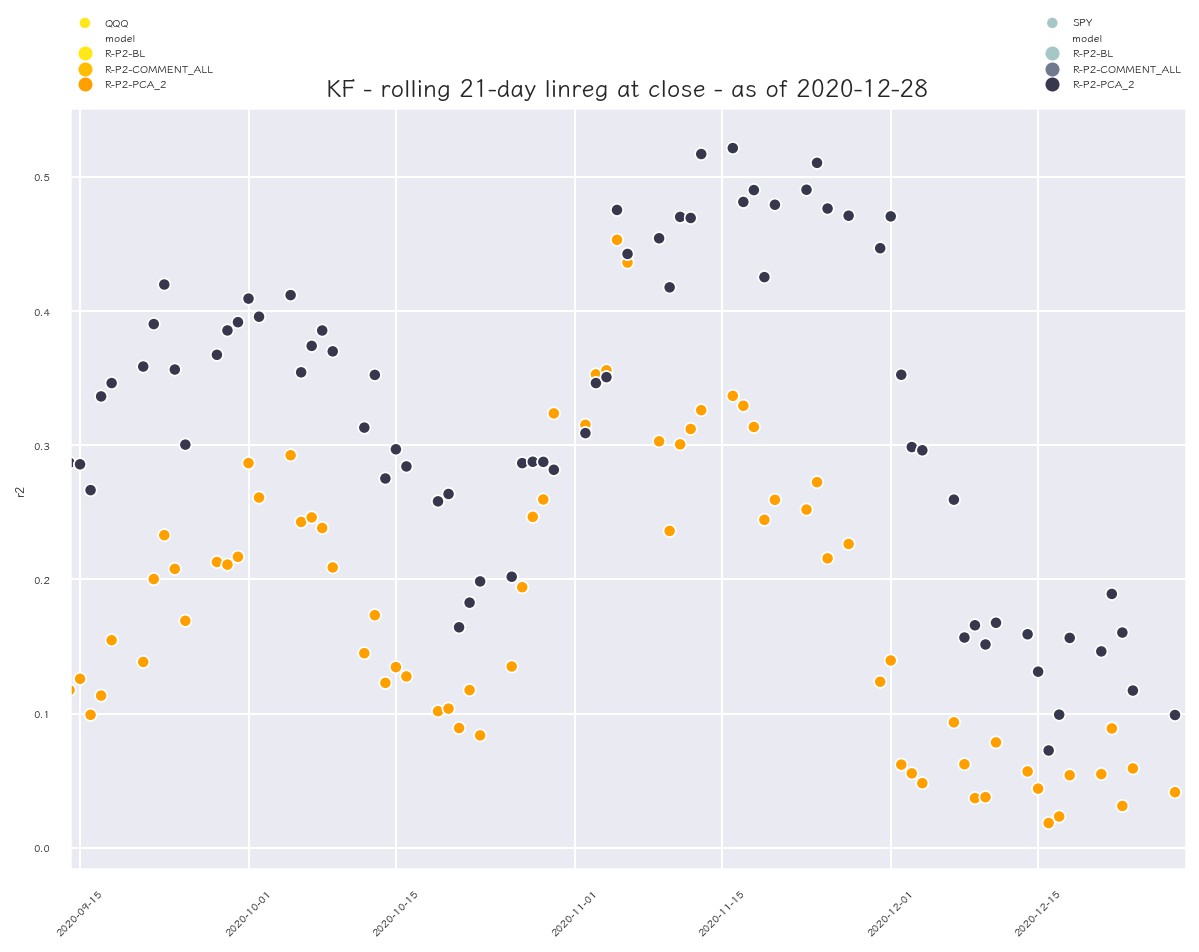 QQQ
model
R-P2-BL
R-P2-COMMENT_ALL
R-P2-PCA_2
SPY
model
R-P2-BL
R-P2-COMMENT_ALL
R-P2-PCA_2
KF - rolling 21-day linreg at close - as of 2020-12-28
r2
0.5
0.4
0.3
0.2
0.1
0.0
2020-09-15
2020-10-01
2020-10-15
2020-11-01
2020-11-15
2020-12-01
2020-12-15